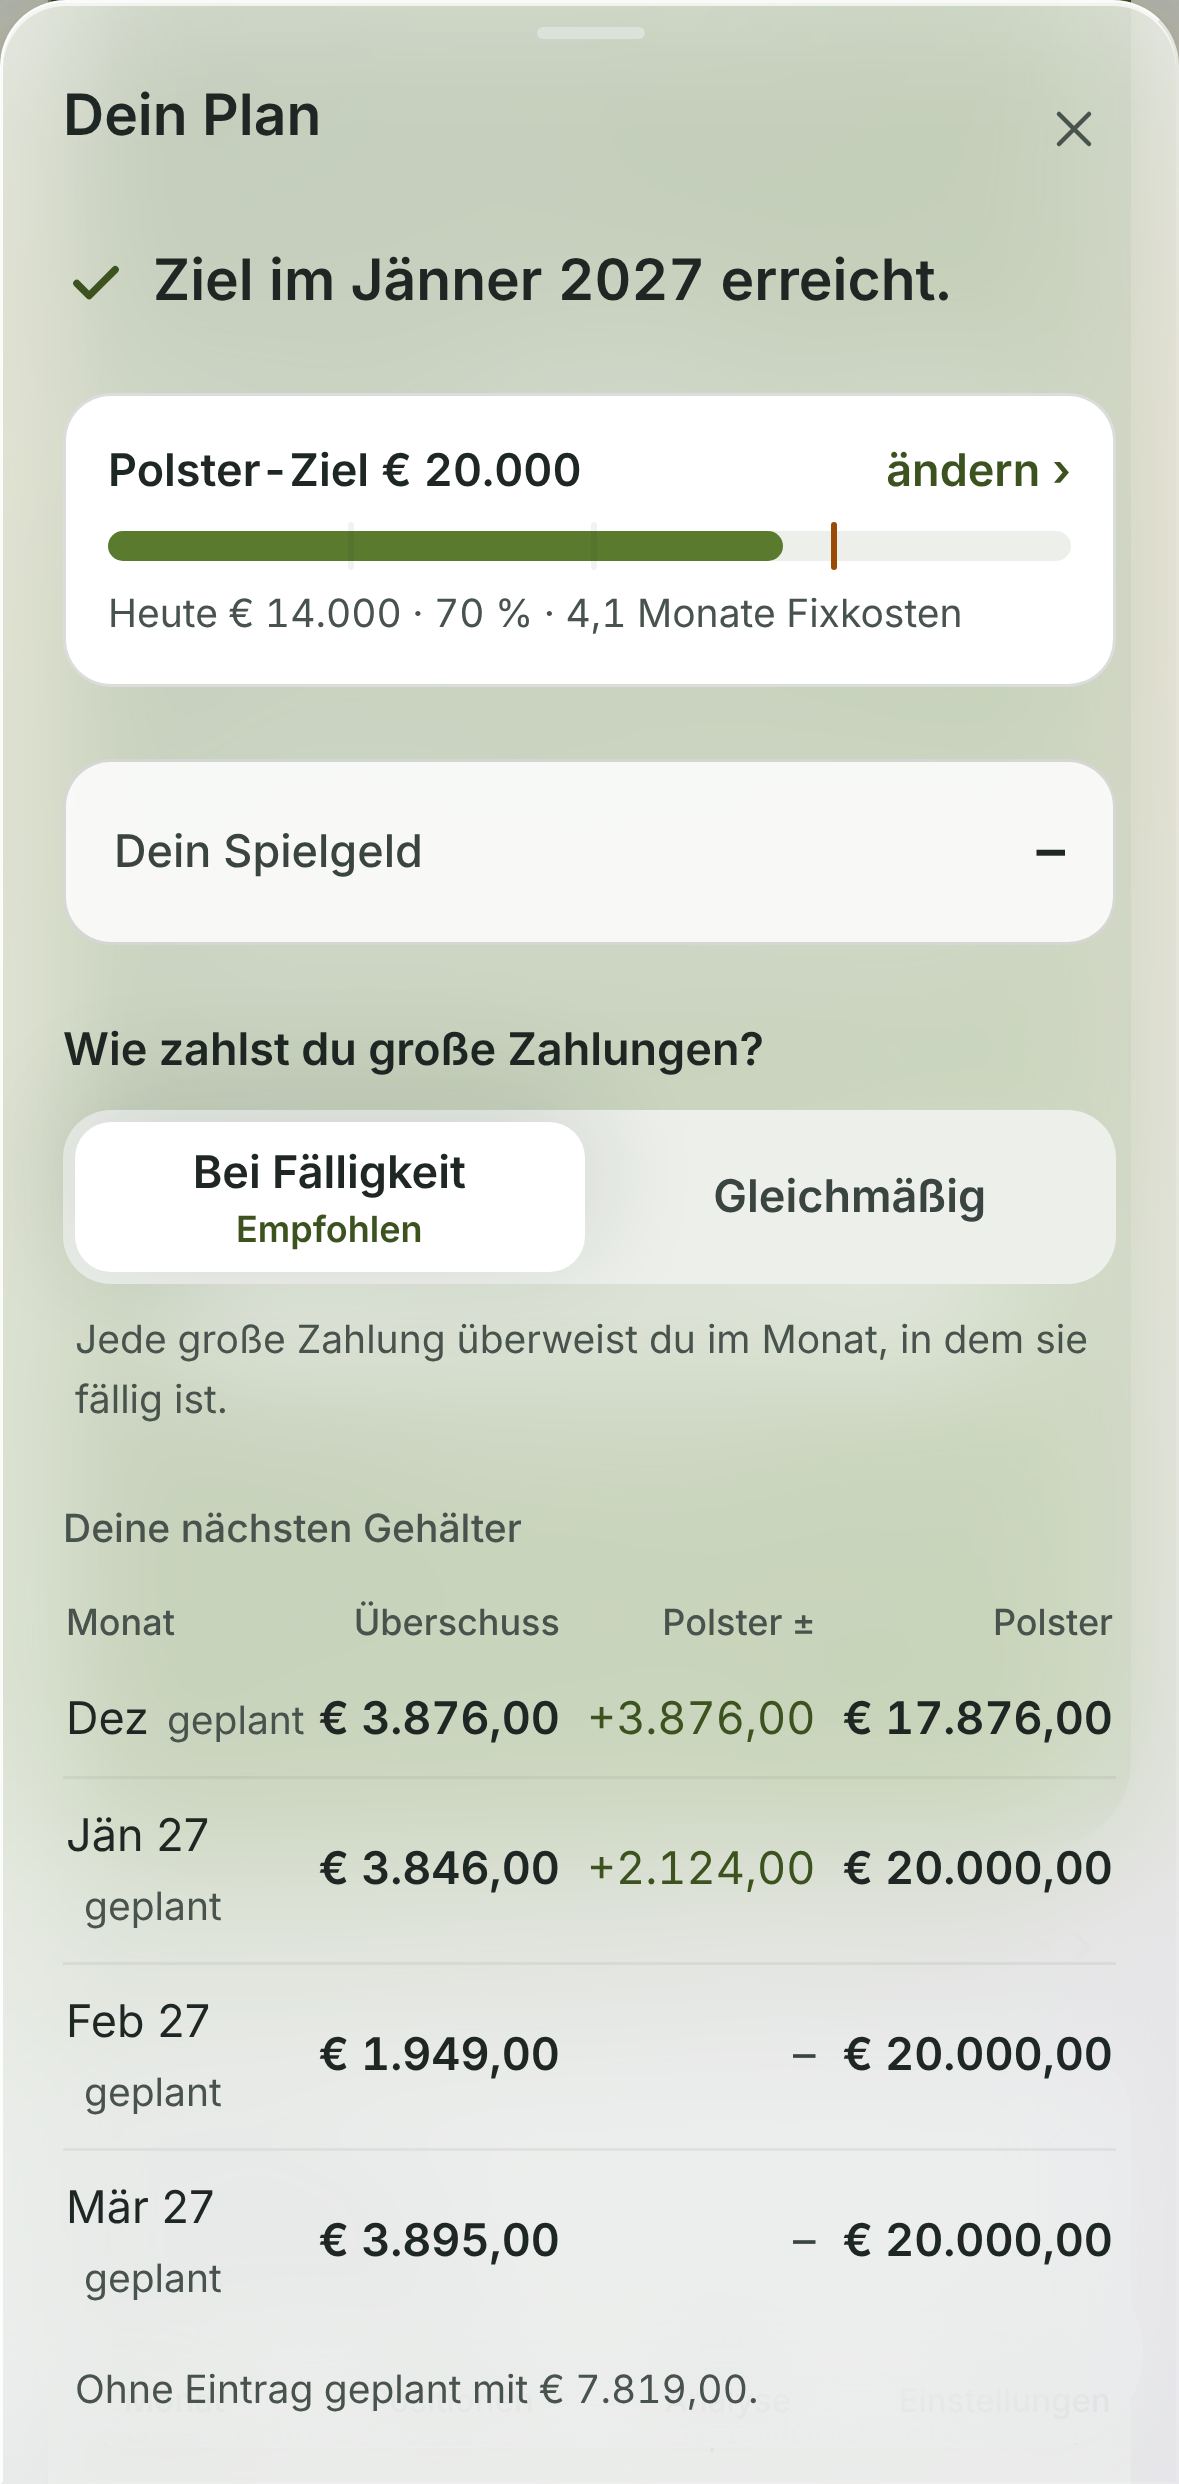 Dein Plan
Ziel im Jänner 2027 erreicht.
Polster-Ziel € 20.000 ändern ›
Heute € 14.000 · 70 % · 4,1 Monate Fixkosten
Dein Spielgeld –
Wie zahlst du große Zahlungen?
Bei Fälligkeit
Empfohlen
Gleichmäßig
Jede große Zahlung überweist du im Monat, in dem sie
fällig ist.
Deine nächsten Gehälter
Monat Überschuss Polster ± Polster
Dez geplant € 3.876,00 +3.876,00 € 17.876,00
Jän 27
geplant
€ 3.846,00 +2.124,00 € 20.000,00
Feb 27
geplant
€ 1.949,00 – € 20.000,00
Mär 27
geplant
€ 3.895,00 – € 20.000,00
Ohne Eintrag geplant mit € 7.819,00.
Einstellungen